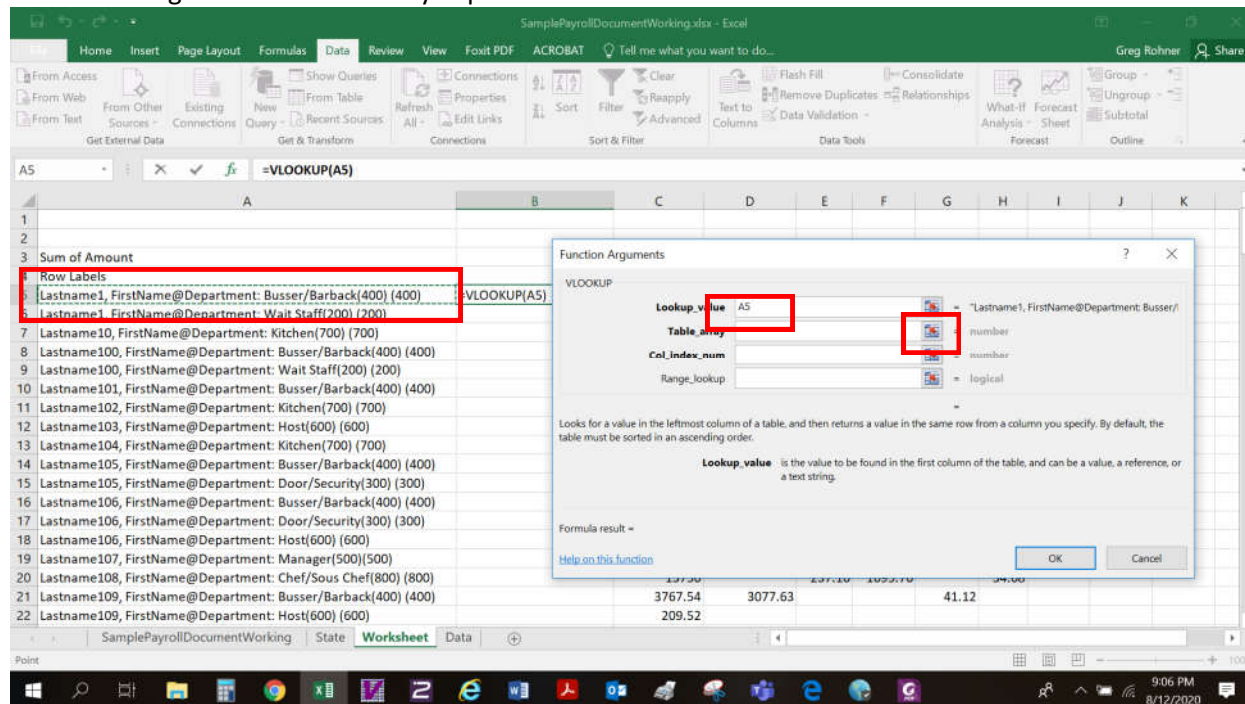 SamplePayrollDocumentWorking.xlsx - Excel
Home Insert Page Layout Formulas Data Review View Foxit PDF ACROBAT Tell me what you want to do... Greg Rohner Share
From Access
From Web
From Text
From Other Sources
Existing Connections
Get External Data
New Query
Show Queries
From Table
Recent Sources
Get & Transform
Refresh All
Connections
Properties
Edit Links
Connections
Sort
Filter
Clear
Reapply
Advanced
Sort & Filter
Text to Columns
Flash Fill
Remove Duplicates
Data Validation
Consolidate
Relationships
Data Tools
What-If Analysis
Forecast Sheet
Forecast
Group
Ungroup
Subtotal
Outline
A5 fx =VLOOKUP(A5)
A B C D E F G H I J K
1
2
3 Sum of Amount
4 Row Labels
5 Lastname1, FirstName@Department: Busser/Barback(400) (400) =VLOOKUP(A5)
6 Lastname1, FirstName@Department: Wait Staff(200) (200)
7 Lastname10, FirstName@Department: Kitchen(700) (700)
8 Lastname100, FirstName@Department: Busser/Barback(400) (400)
9 Lastname100, FirstName@Department: Wait Staff(200) (200)
10 Lastname101, FirstName@Department: Busser/Barback(400) (400)
11 Lastname102, FirstName@Department: Kitchen(700) (700)
12 Lastname103, FirstName@Department: Host(600) (600)
13 Lastname104, FirstName@Department: Kitchen(700) (700)
14 Lastname105, FirstName@Department: Busser/Barback(400) (400)
15 Lastname105, FirstName@Department: Door/Security(300) (300)
16 Lastname106, FirstName@Department: Busser/Barback(400) (400)
17 Lastname106, FirstName@Department: Door/Security(300) (300)
18 Lastname106, FirstName@Department: Host(600) (600)
19 Lastname107, FirstName@Department: Manager(500)(500)
20 Lastname108, FirstName@Department: Chef/Sous Chef(800) (800)
21 Lastname109, FirstName@Department: Busser/Barback(400) (400) 3767.54 3077.63 41.12
22 Lastname109, FirstName@Department: Host(600) (600) 209.52
Function Arguments ? ×
VLOOKUP
Lookup_value A5 = "Lastname1, FirstName@Department: Busser/
Table_array = number
Col_index_num = number
Range_lookup = logical
=
Looks for a value in the leftmost column of a table, and then returns a value in the same row from a column you specify. By default, the
table must be sorted in an ascending order.
Lookup_value is the value to be found in the first column of the table, and can be a value, a reference, or
a text string.
Formula result =
Help on this function OK Cancel
SamplePayrollDocumentWorking State Worksheet Data
Point 100
9:06 PM
8/12/2020